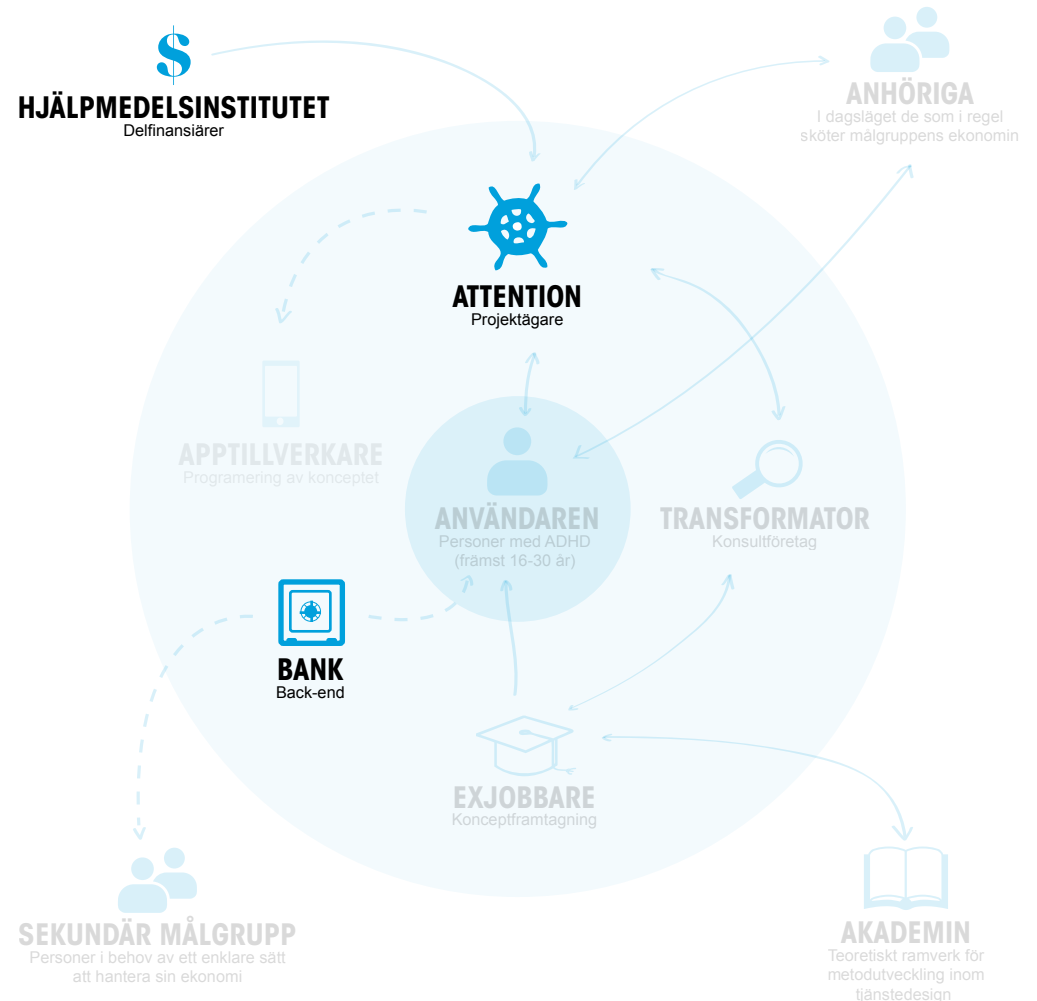 HJÄLPMEDELSINSTITUTET
Delfinansiärer
ANHÖRIGA
I dagsläget de som i regel
sköter målgruppens ekonomin
ATTENTION
Projektägare
APPTILLVERKARE
Programering av konceptet
ANVÄNDAREN
Personer med ADHD
(främst 16-30 år)
TRANSFORMATOR
Konsultföretag
BANK
Back-end
EXJOBBARE
Konceptframtagning
SEKUNDÄR MÅLGRUPP
Personer i behov av ett enklare sätt
att hantera sin ekonomi
AKADEMIN
Teoretiskt ramverk för
metodutveckling inom
tjänstedesign